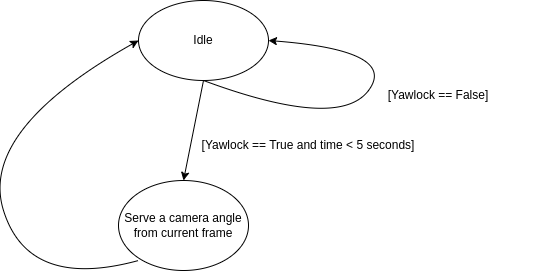 Idle
[Yawlock == False]
[Yawlock == True and time < 5 seconds]
Serve a camera angle
from current frame